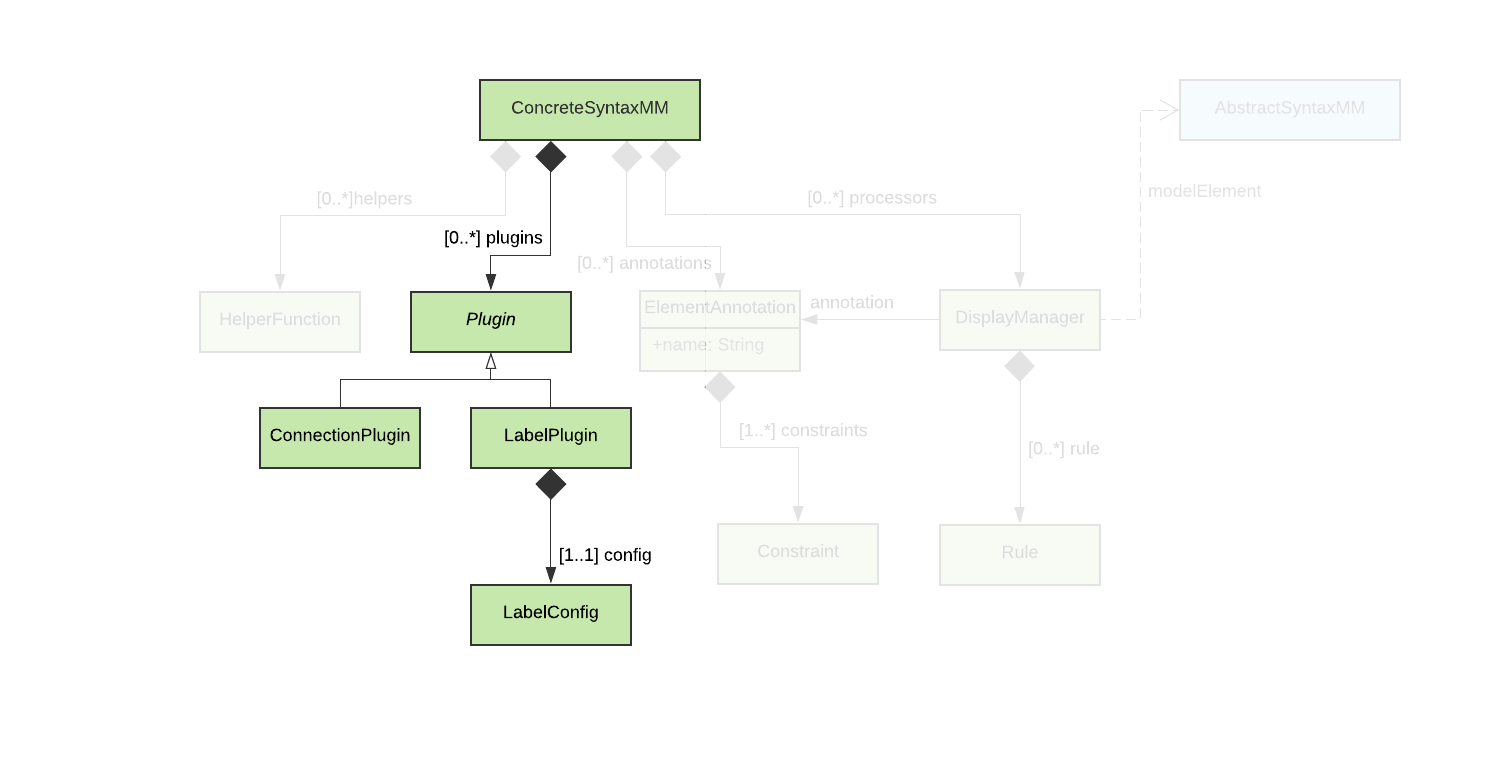 ConcreteSyntaxMM
AbstractSyntaxMM
modelElement
[0..*]helpers
[0..*] processors
[0..*] plugins
[0..*] annotations
HelperFunction
Plugin
ElementAnnotation
+name: String
annotation
DisplayManager
ConnectionPlugin
LabelPlugin
[1..*] constraints
[0..*] rule
[1..1] config
Constraint
Rule
LabelConfig